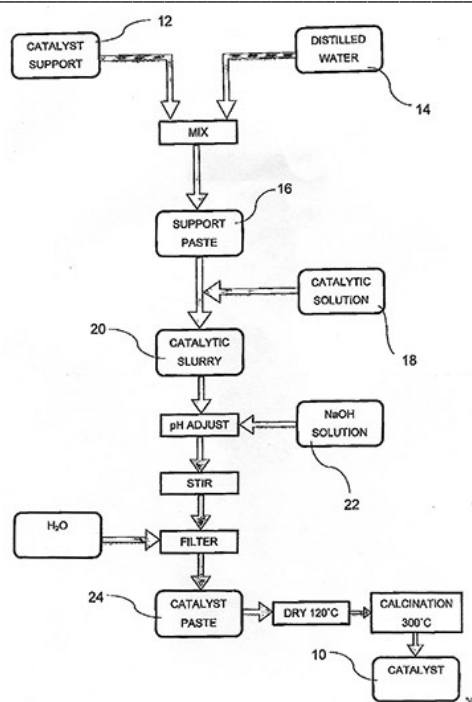 12
CATALYST
SUPPORT
DISTILLED
WATER
14
MIX
16
SUPPORT
PASTE
CATALYTIC
SOLUTION
18
20
CATALYTIC
SLURRY
pH ADJUST
NaOH
SOLUTION
22
STIR
H₂O
FILTER
24
CATALYST
PASTE
DRY 120°C
CALCINATION
300°C
10
CATALYST